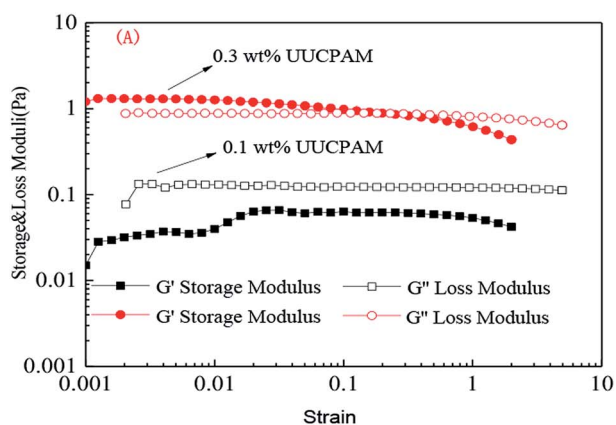 (A)
10
0.3 wt% UUCPAM
1
0.1 wt% UUCPAM
0.1
Storage&Loss Moduli(Pa)
0.01
G' Storage Modulus
G" Loss Modulus
G' Storage Modulus
G" Loss Modulus
0.001
0.001
0.01
0.1
1
10
Strain